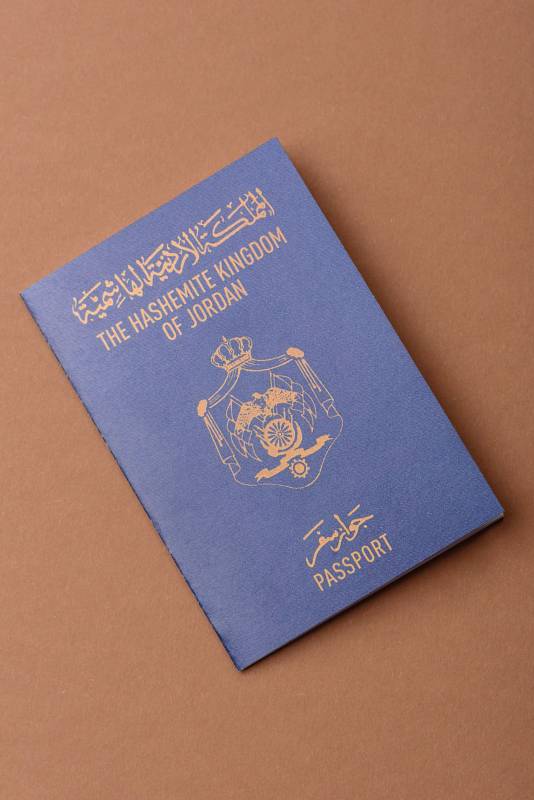 المملكة الأردنية الهاشمية
THE HASHEMITE KINGDOM
OF JORDAN
جواز سفر
PASSPORT